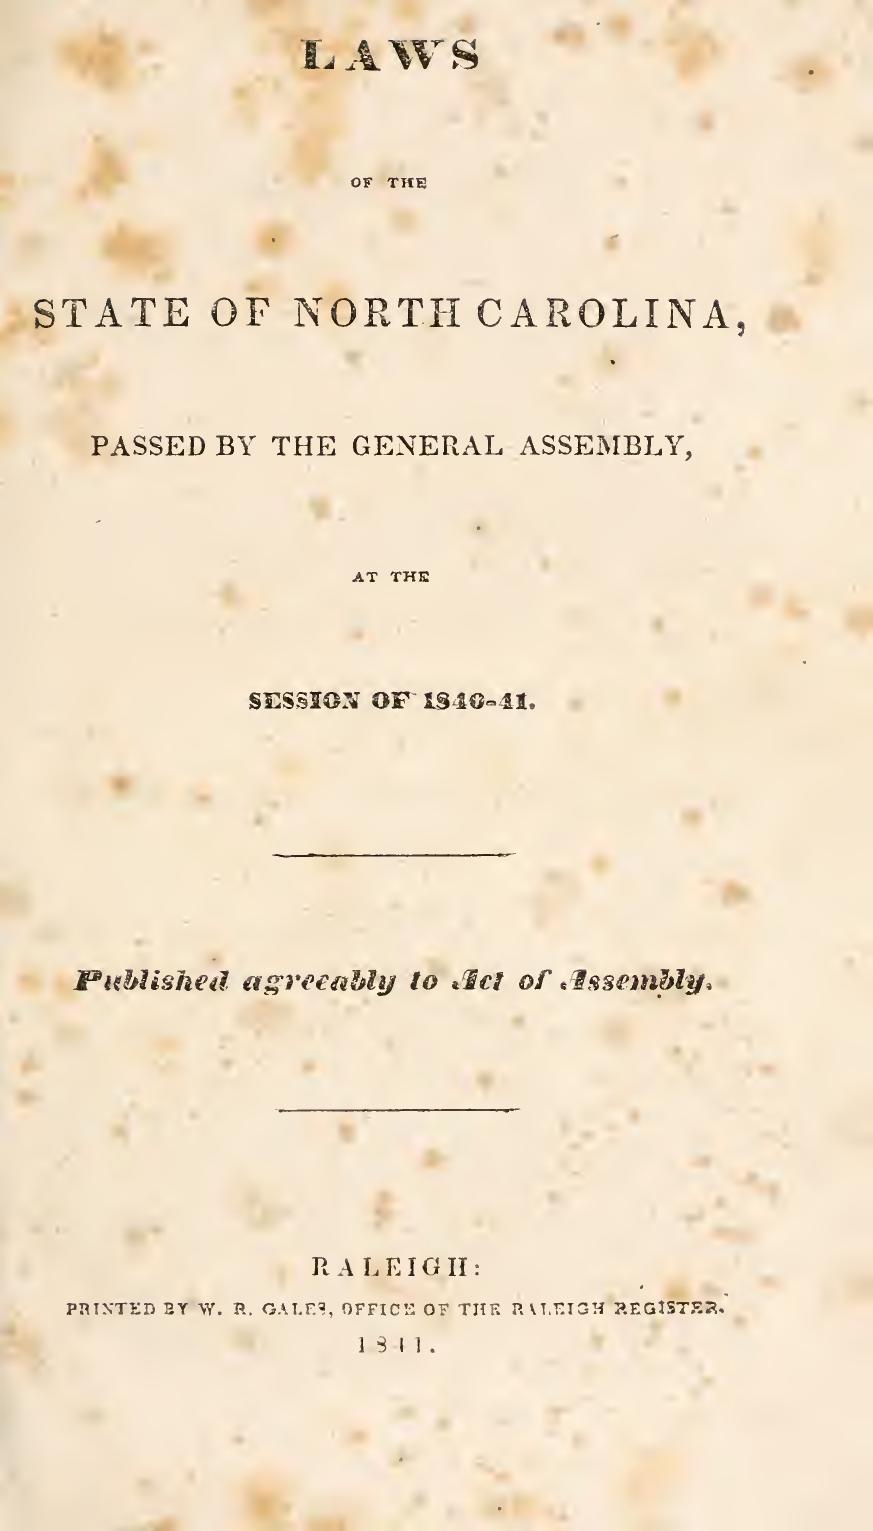 LAWS
OF THE
STATE OF NORTH CAROLINA,
PASSED BY THE GENERAL ASSEMBLY,
AT THE
SESSION OF 1840-41.
Published agreeably to Act of Assembly.
RALEIGH:
PRINTED BY W. R. GALES, OFFICE OF THE RALEIGH REGISTER.
1841.